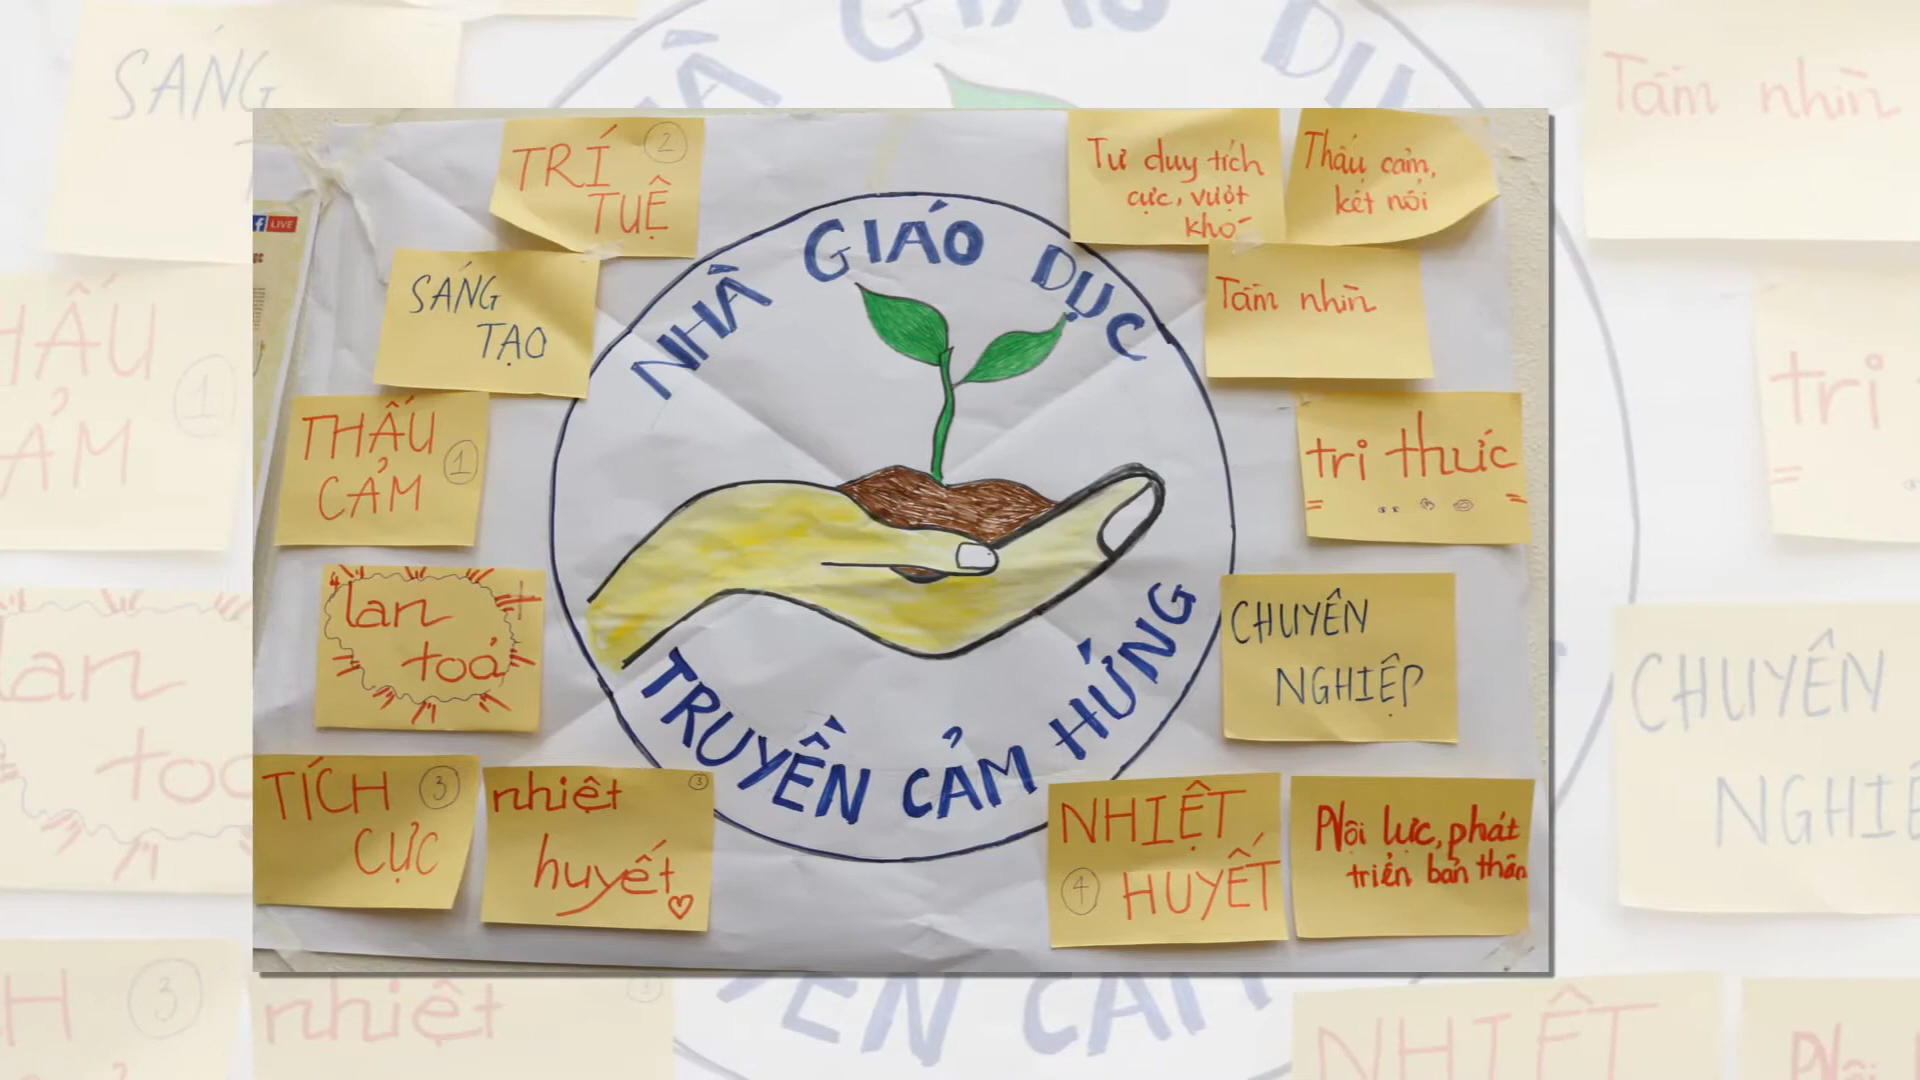 NHÀ GIÁO DỤC
TRUYỀN CẢM HỨNG
TRÍ
TUỆ
2
SÁNG
TẠO
THẤU
CẢM
1
lan
toả
TÍCH
CỰC
3
nhiệt
huyết
3
Tư duy tích
cực, vượt
khó
Thấu cảm,
kết nối
Tầm nhìn
tri thức
CHUYÊN
NGHIỆP
NHIỆT
HUYẾT
4
Nội lực, phát
triển bản thân
f LIVE